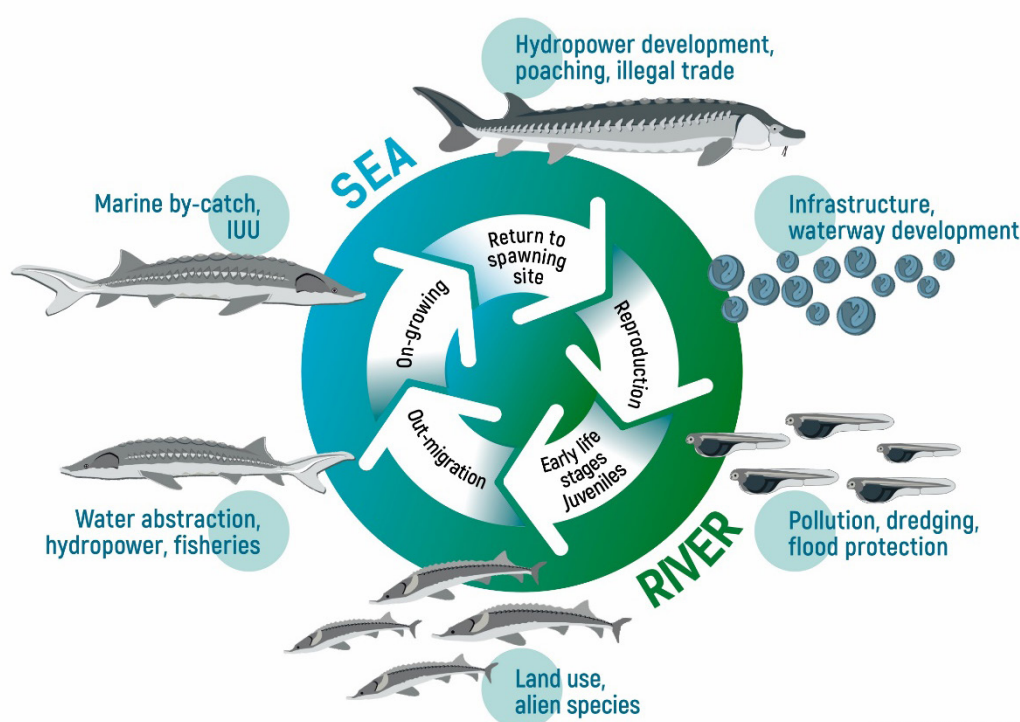 Hydropower development,
poaching, illegal trade
SEA
Marine by-catch,
IUU
Infrastructure,
waterway development
Return to
spawning
site
On-growing
Reproduction
Out-migration
Early life
stages
Juveniles
Water abstraction,
hydropower, fisheries
Pollution, dredging,
flood protection
RIVER
Land use,
alien species